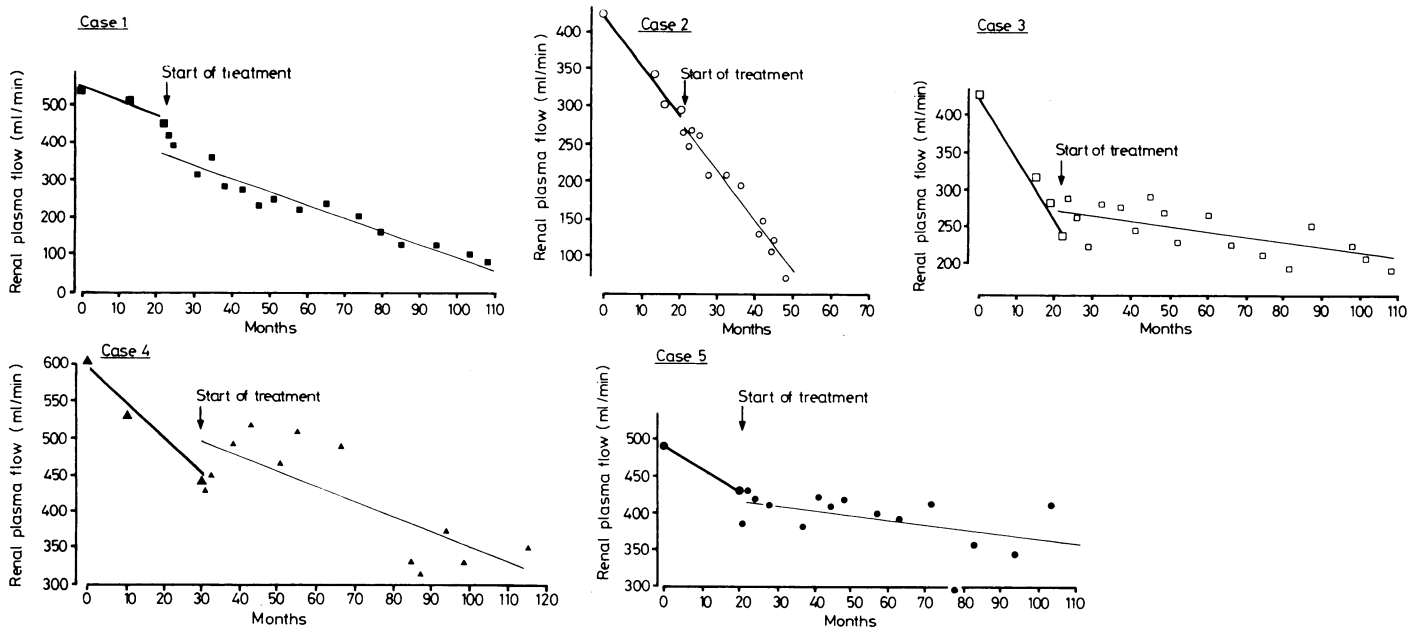 Case 1
Renal plasma flow (ml/min)
Start of treatment
500
400
300
200
100
0
0 10 20 30 40 50 60 70 80 90 100 110
Months
Case 2
Renal plasma flow (ml/min)
Start of treatment
400
350
300
250
200
150
100
0 10 20 30 40 50 60 70
Months
Case 3
Renal plasma flow (ml/min)
Start of treatment
400
350
300
250
200
0 10 20 30 40 50 60 70 80 90 100 110
Months
Case 4
Renal plasma flow (ml/min)
Start of treatment
600
550
500
450
400
350
300
0 10 20 30 40 50 60 70 80 90 100 110 120
Months
Case 5
Renal plasma flow (ml/min)
Start of treatment
500
450
400
350
300
0 10 20 30 40 50 60 80 90 100 110
Months